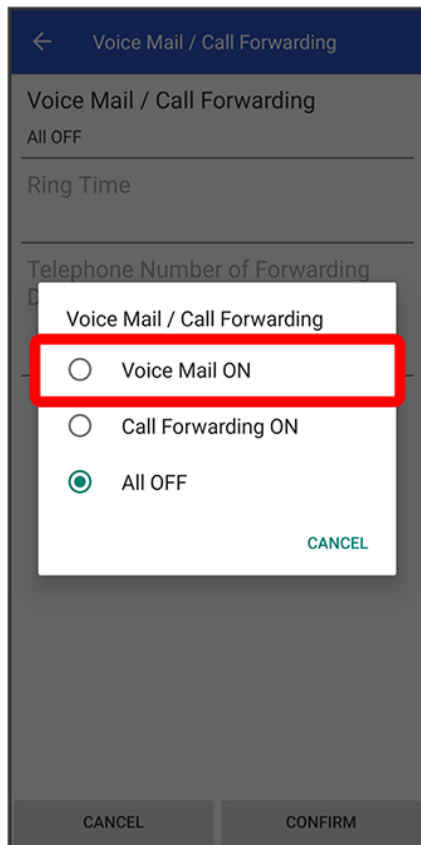 Voice Mail / Call Forwarding
Voice Mail / Call Forwarding
All OFF
Ring Time
Telephone Number of Forwarding
D
Voice Mail / Call Forwarding
Voice Mail ON
Call Forwarding ON
All OFF
CANCEL
CANCEL
CONFIRM